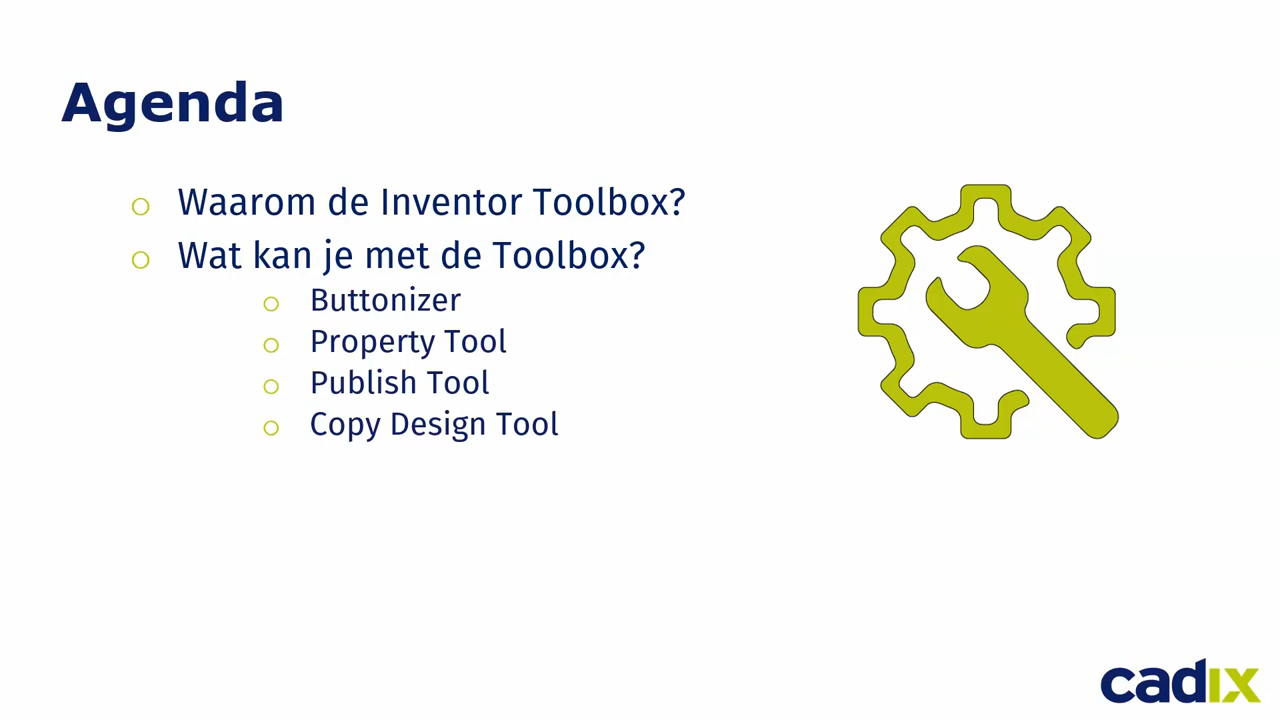 Agenda
Waarom de Inventor Toolbox?
Wat kan je met de Toolbox?
Buttonizer
Property Tool
Publish Tool
Copy Design Tool
cadix